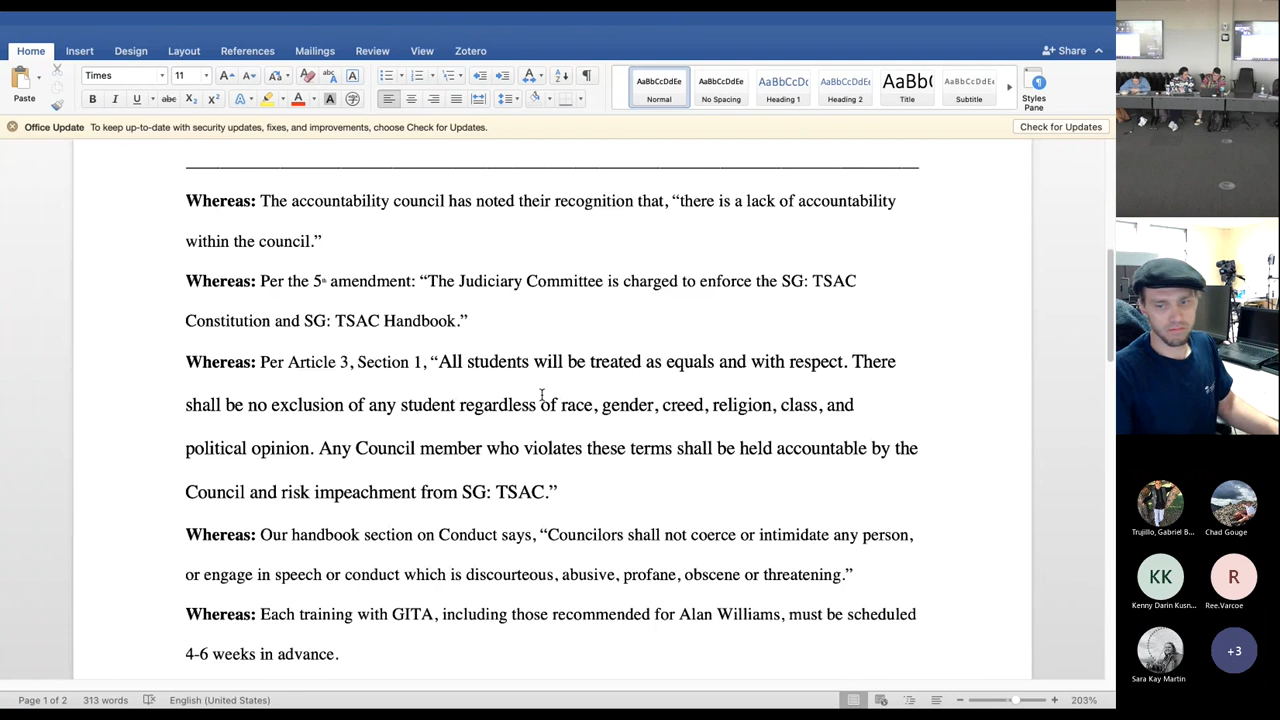 Home Insert Design Layout References Mailings Review View Zotero Share
Times 11 AaBbCcDdEe AaBbCcDdEe AaBbCcDc AaBbCcDdEe AaBb( AaBbCcDdEe
Paste B I U abc X₂ X² Normal No Spacing Heading 1 Heading 2 Title Subtitle Styles Pane
Office Update To keep up-to-date with security updates, fixes, and improvements, choose Check for Updates. Check for Updates
Whereas: The accountability council has noted their recognition that, “there is a lack of accountability
within the council.”
Whereas: Per the 5th amendment: “The Judiciary Committee is charged to enforce the SG: TSAC
Constitution and SG: TSAC Handbook.”
Whereas: Per Article 3, Section 1, “All students will be treated as equals and with respect. There
shall be no exclusion of any student regardless of race, gender, creed, religion, class, and
political opinion. Any Council member who violates these terms shall be held accountable by the
Council and risk impeachment from SG: TSAC.”
Whereas: Our handbook section on Conduct says, “Councilors shall not coerce or intimidate any person,
or engage in speech or conduct which is discourteous, abusive, profane, obscene or threatening.”
Whereas: Each training with GITA, including those recommended for Alan Williams, must be scheduled
4-6 weeks in advance.
Page 1 of 2 313 words English (United States) 203%
Trujillo, Gabriel B... Chad Gouge
KK R
Kenny Darin Kusn... Ree.Varcoe
+3
Sara Kay Martin